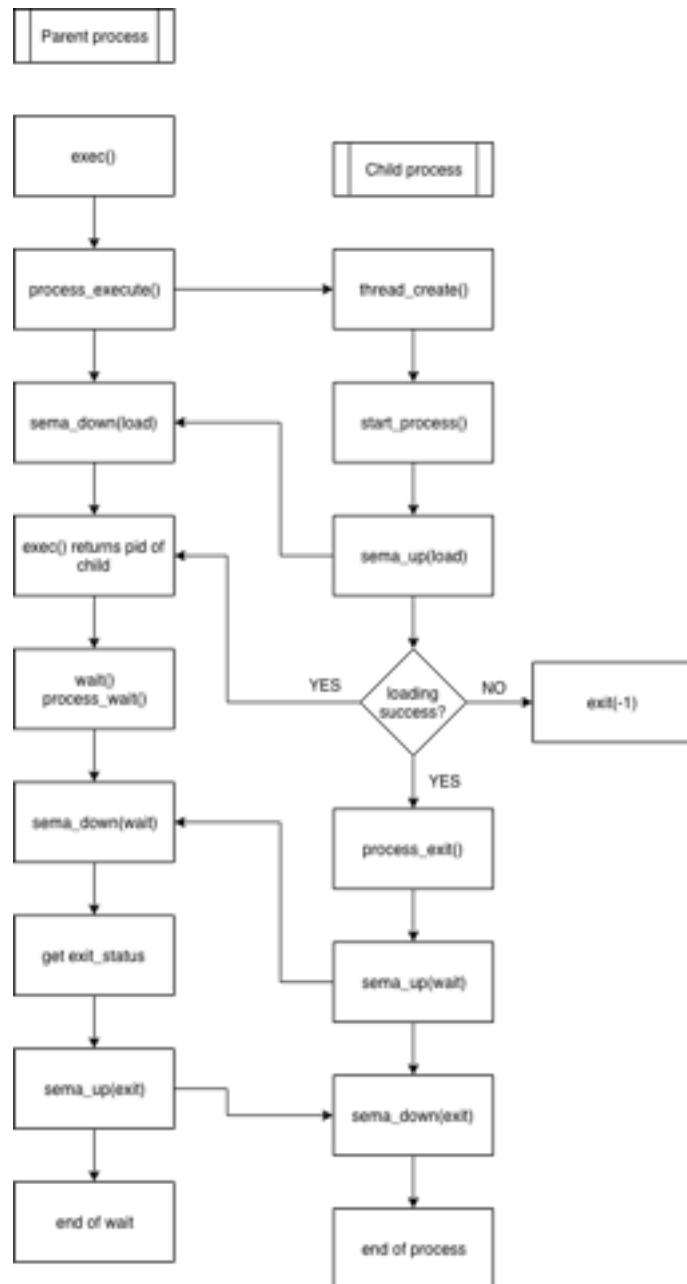 Parent process
exec()
Child process
process_execute()
thread_create()
sema_down(load)
start_process()
exec() returns pid of
child
sema_up(load)
wait()
process_wait()
YES
loading
success?
NO
exit(-1)
YES
sema_down(wait)
process_exit()
get exit_status
sema_up(wait)
sema_up(exit)
sema_down(exit)
end of wait
end of process